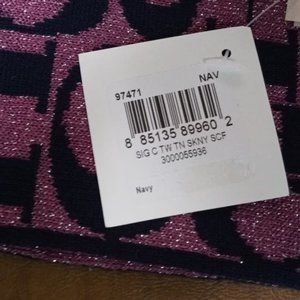 97471 NAV
8 85135 89960 2
SIG C TW TN SKNY SCF
3000055936
Navy